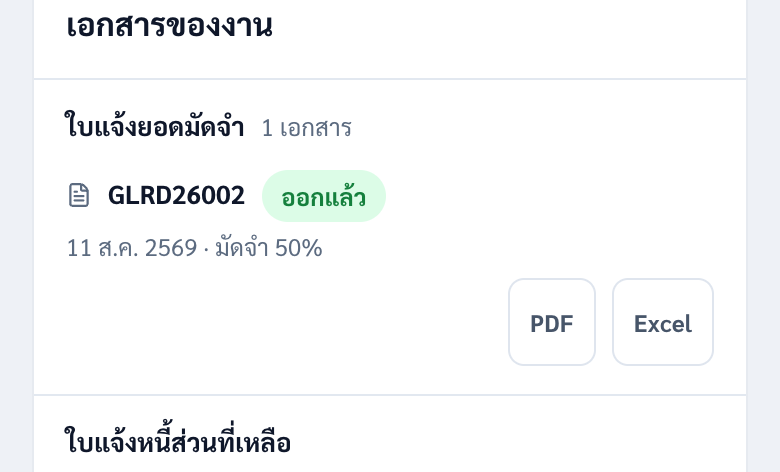 เอกสารของงาน
ใบแจ้งยอดมัดจำ 1 เอกสาร
GLRD26002 ออกแล้ว
11 ส.ค. 2569 · มัดจำ 50%
PDF Excel
ใบแจ้งหนี้ส่วนที่เหลือ